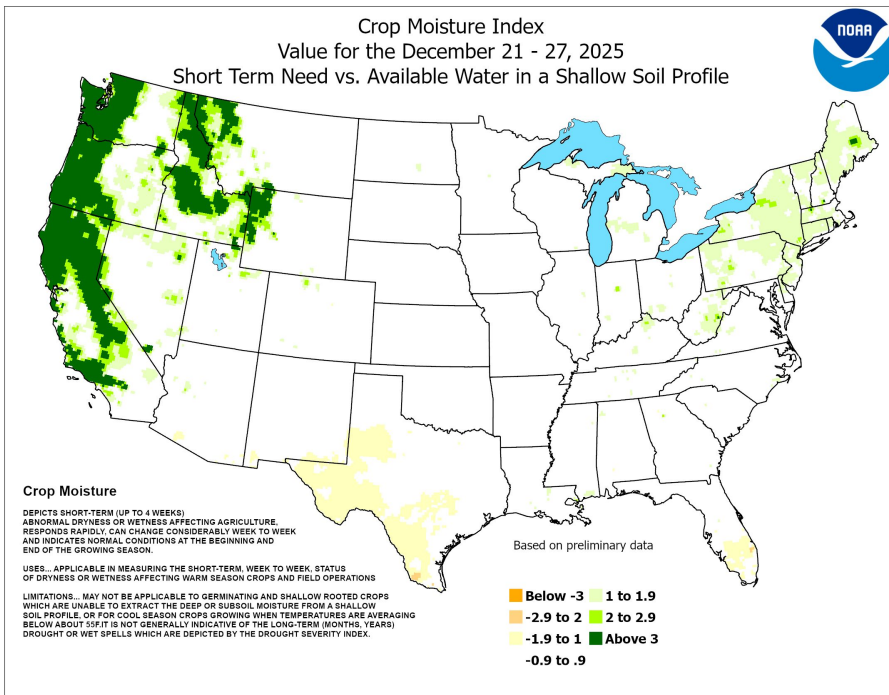 Crop Moisture Index
Value for the December 21 - 27, 2025
Short Term Need vs. Available Water in a Shallow Soil Profile
NOAA
Crop Moisture
DEPICTS SHORT-TERM (UP TO 4 WEEKS)
ABNORMAL DRYNESS OR WETNESS AFFECTING AGRICULTURE,
RESPONDS RAPIDLY, CAN CHANGE CONSIDERABLY WEEK TO WEEK
AND INDICATES NORMAL CONDITIONS AT THE BEGINNING AND
END OF THE GROWING SEASON.
USES... APPLICABLE IN MEASURING THE SHORT-TERM, WEEK TO WEEK, STATUS
OF DRYNESS OR WETNESS AFFECTING WARM SEASON CROPS AND FIELD OPERATIONS
LIMITATIONS... MAY NOT BE APPLICABLE TO GERMINATING AND SHALLOW ROOTED CROPS
WHICH ARE UNABLE TO EXTRACT THE DEEP OR SUBSOIL MOISTURE FROM A SHALLOW
SOIL PROFILE, OR FOR COOL SEASON CROPS GROWING WHEN TEMPERATURES ARE AVERAGING
BELOW ABOUT 55F.IT IS NOT GENERALLY INDICATIVE OF THE LONG-TERM (MONTHS, YEARS)
DROUGHT OR WET SPELLS WHICH ARE DEPICTED BY THE DROUGHT SEVERITY INDEX.
Based on preliminary data
Below -3
-2.9 to 2
-1.9 to 1
-0.9 to .9
1 to 1.9
2 to 2.9
Above 3